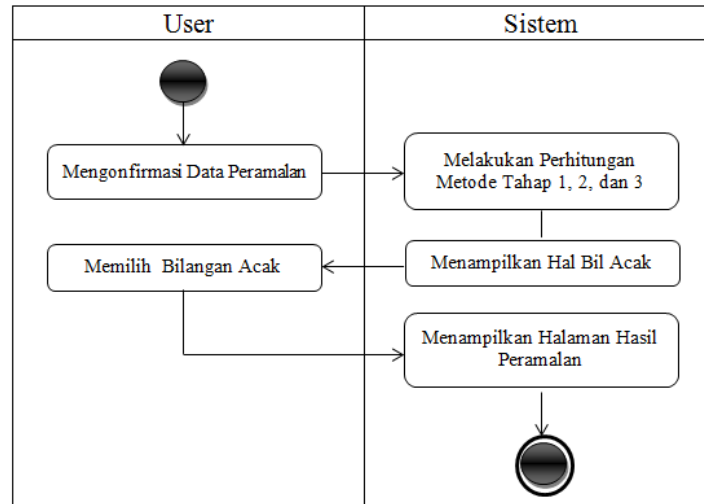 User
Sistem
Mengonfirmasi Data Peramalan
Melakukan Perhitungan
Metode Tahap 1, 2, dan 3
Menampilkan Hal Bil Acak
Memilih Bilangan Acak
Menampilkan Halaman Hasil
Peramalan